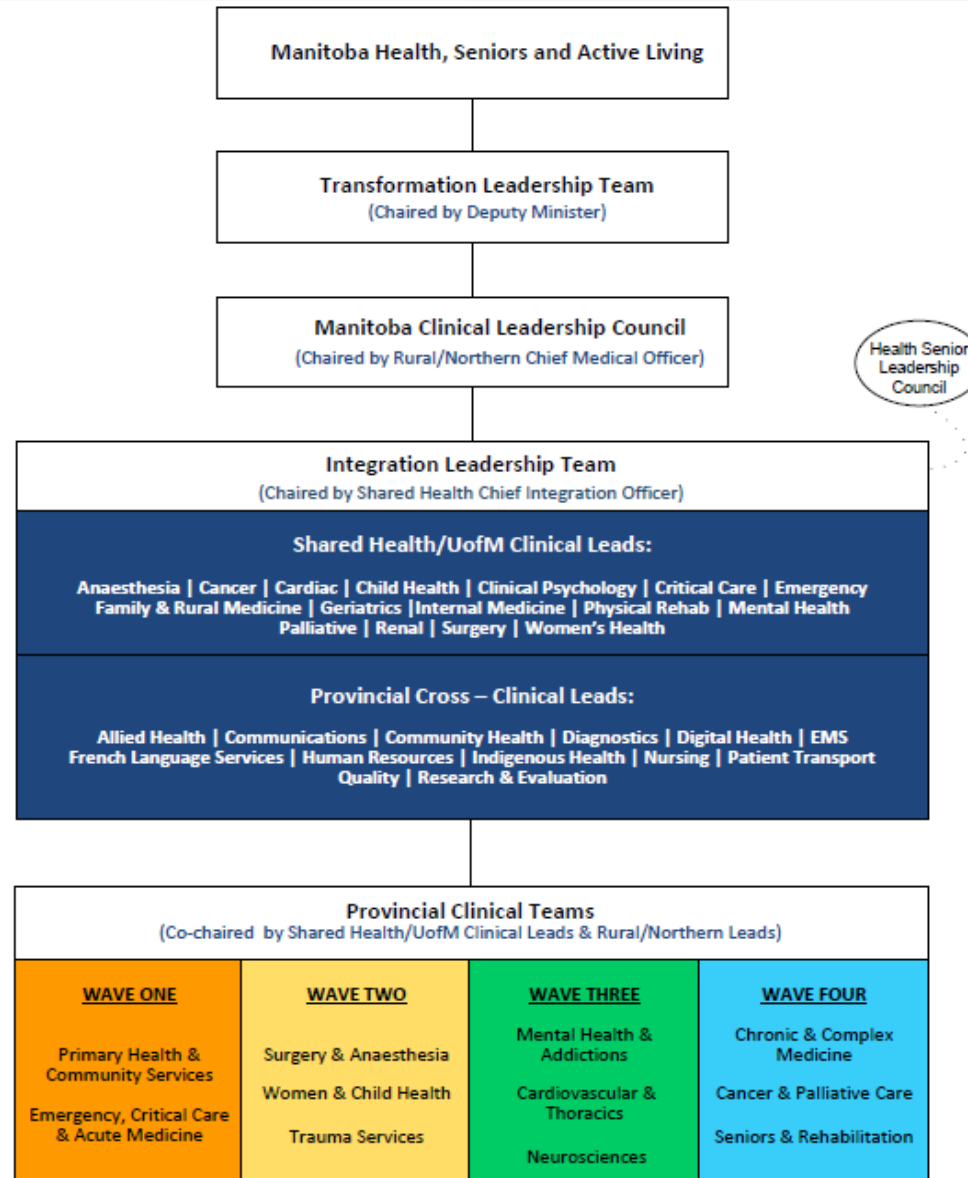 Manitoba Health, Seniors and Active Living
Transformation Leadership Team
(Chaired by Deputy Minister)
Manitoba Clinical Leadership Council
(Chaired by Rural/Northern Chief Medical Officer)
Health Senior
Leadership
Council
Integration Leadership Team
(Chaired by Shared Health Chief Integration Officer)
Shared Health/UofM Clinical Leads:
Anaesthesia | Cancer | Cardiac | Child Health | Clinical Psychology | Critical Care | Emergency
Family & Rural Medicine | Geriatrics |Internal Medicine | Physical Rehab | Mental Health
Palliative | Renal | Surgery | Women's Health
Provincial Cross – Clinical Leads:
Allied Health | Communications | Community Health | Diagnostics | Digital Health | EMS
French Language Services | Human Resources | Indigenous Health | Nursing | Patient Transport
Quality | Research & Evaluation
Provincial Clinical Teams
(Co-chaired by Shared Health/UofM Clinical Leads & Rural/Northern Leads)
WAVE ONE
Primary Health &
Community Services
Emergency, Critical Care
& Acute Medicine
WAVE TWO
Surgery & Anaesthesia
Women & Child Health
Trauma Services
WAVE THREE
Mental Health &
Addictions
Cardiovascular &
Thoracics
Neurosciences
WAVE FOUR
Chronic & Complex
Medicine
Cancer & Palliative Care
Seniors & Rehabilitation